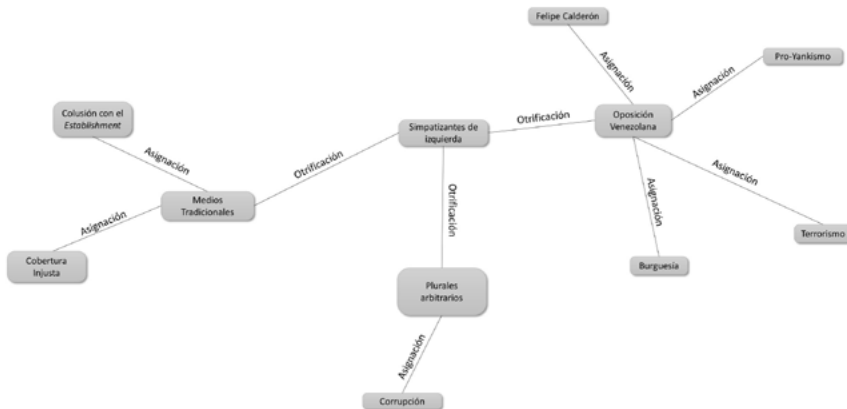 Felipe Calderón
Asignación
Pro-Yankismo
Asignación
Colusión con el
Establishment
Asignación
Otrificación
Simpatizantes de
izquierda
Otrificación
Oposición
Venezolana
Asignación
Terrorismo
Asignación
Burguesía
Medios
Tradicionales
Asignación
Cobertura
Injusta
Otrificación
Plurales
arbitrarios
Asignación
Corrupción